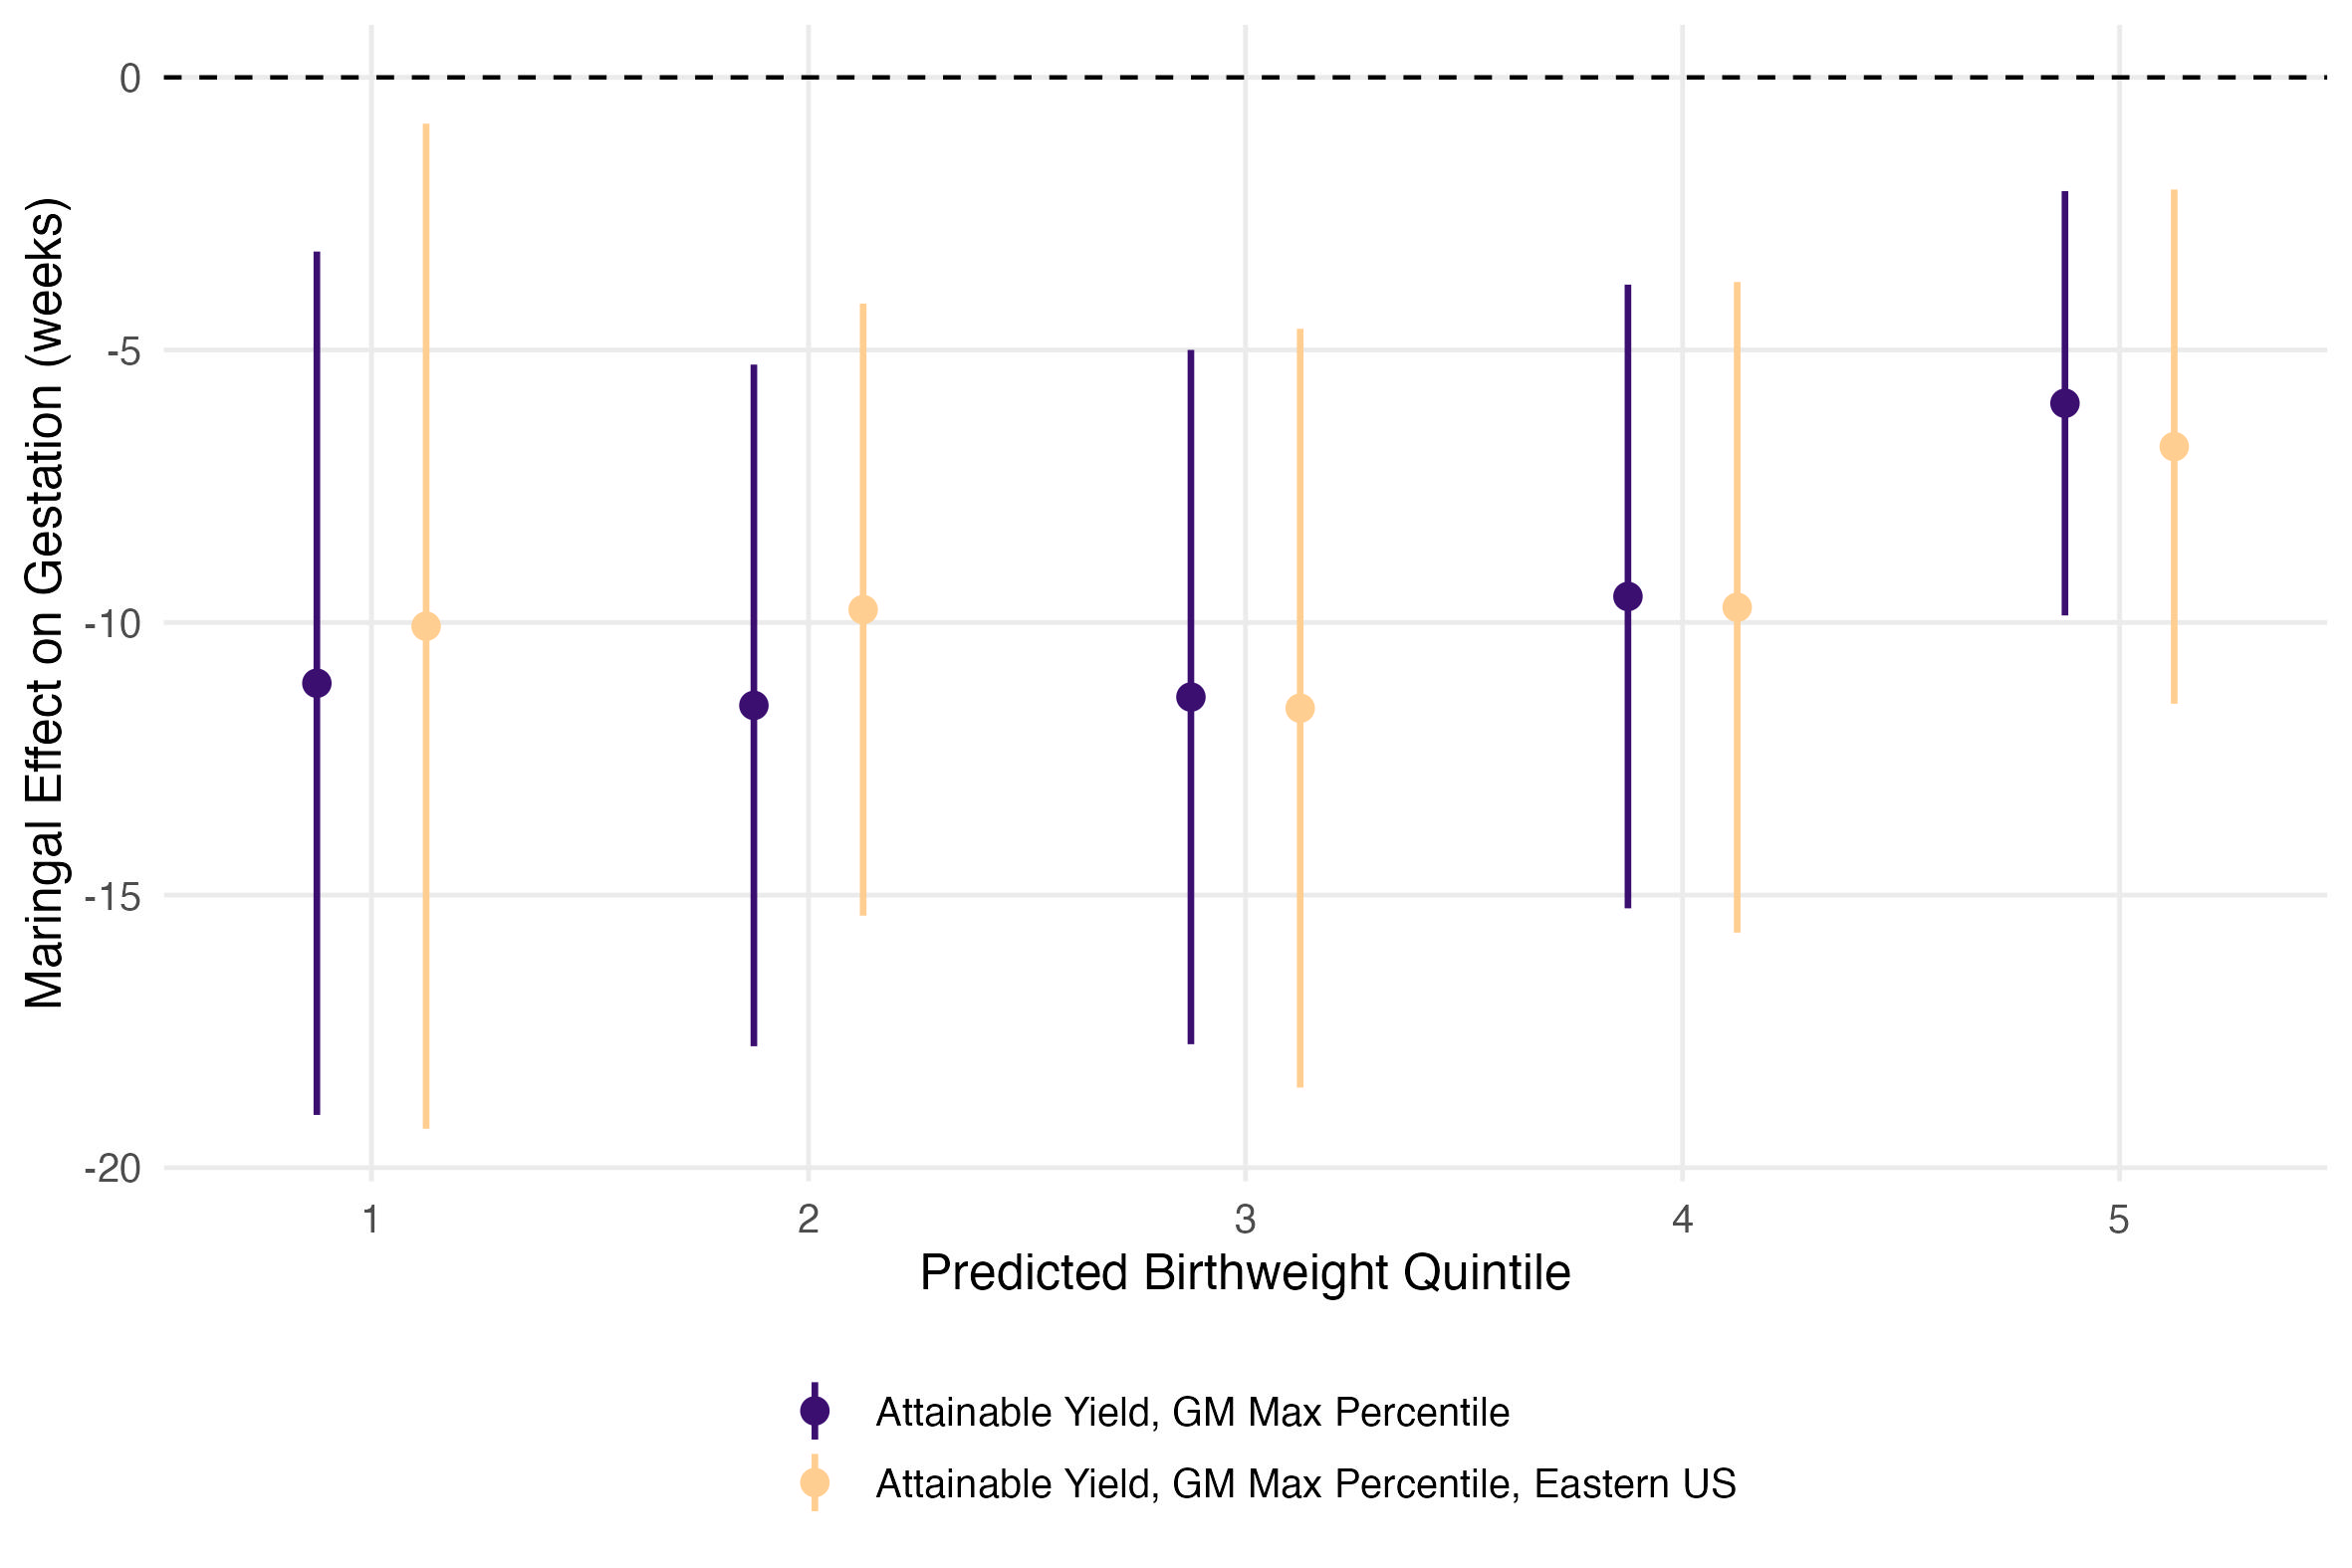 Maringal Effect on Gestation (weeks)
0
-5
-10
-15
-20
1 2 3 4 5
Predicted Birthweight Quintile
Attainable Yield, GM Max Percentile
Attainable Yield, GM Max Percentile, Eastern US